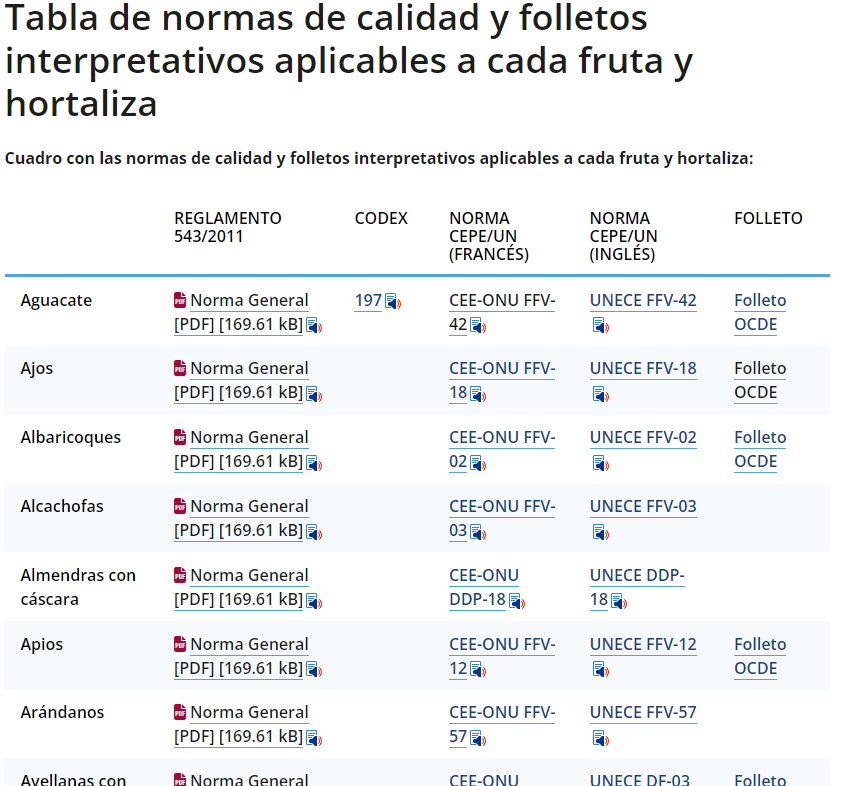 Tabla de normas de calidad y folletos
interpretativos aplicables a cada fruta y
hortaliza
Cuadro con las normas de calidad y folletos interpretativos aplicables a cada fruta y hortaliza:
REGLAMENTO CODEX NORMA NORMA FOLLETO
543/2011 CEPE/UN CEPE/UN
(FRANCÉS) (INGLÉS)
Aguacate PDF Norma General 197 CEE-ONU FFV- UNECE FFV-42 Folleto
[PDF] [169.61 kB] 42 OCDE
Ajos PDF Norma General CEE-ONU FFV- UNECE FFV-18 Folleto
[PDF] [169.61 kB] 18 OCDE
Albaricoques PDF Norma General CEE-ONU FFV- UNECE FFV-02 Folleto
[PDF] [169.61 kB] 02 OCDE
Alcachofas PDF Norma General CEE-ONU FFV- UNECE FFV-03
[PDF] [169.61 kB] 03
Almendras con PDF Norma General CEE-ONU UNECE DDP-
cáscara [PDF] [169.61 kB] DDP-18 18
Apios PDF Norma General CEE-ONU FFV- UNECE FFV-12 Folleto
[PDF] [169.61 kB] 12 OCDE
Arándanos PDF Norma General CEE-ONU FFV- UNECE FFV-57
[PDF] [169.61 kB] 57
Avellanas con PDF Norma General CEE-ONU UNECE DF-03 Folleto